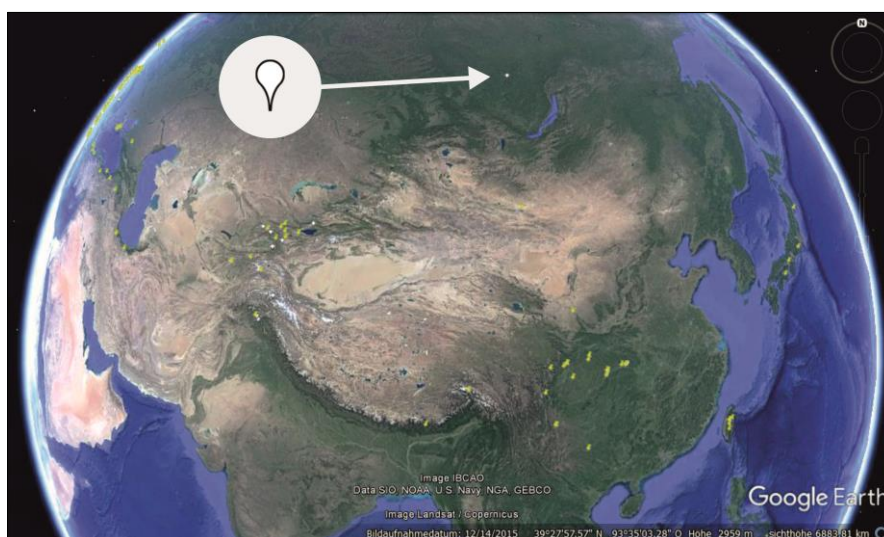 N
Image IBCAO
Data SIO, NOAA, U.S. Navy, NGA, GEBCO
Image Landsat / Copernicus
Google Earth
Bildaufnahmedatum: 12/14/2015 39°27'57.57" N 93°35'03.28" O Höhe 2959 m sichthöhe 6883.81 km